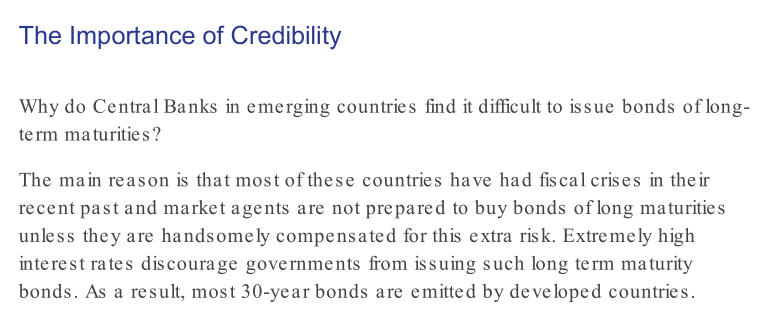 The Importance of Credibility
Why do Central Banks in emerging countries find it difficult to issue bonds of long-
term maturities?
The main reason is that most of these countries have had fiscal crises in their
recent past and market agents are not prepared to buy bonds of long maturities
unless they are handsomely compensated for this extra risk. Extremely high
interest rates discourage governments from issuing such long term maturity
bonds. As a result, most 30-year bonds are emitted by developed countries.